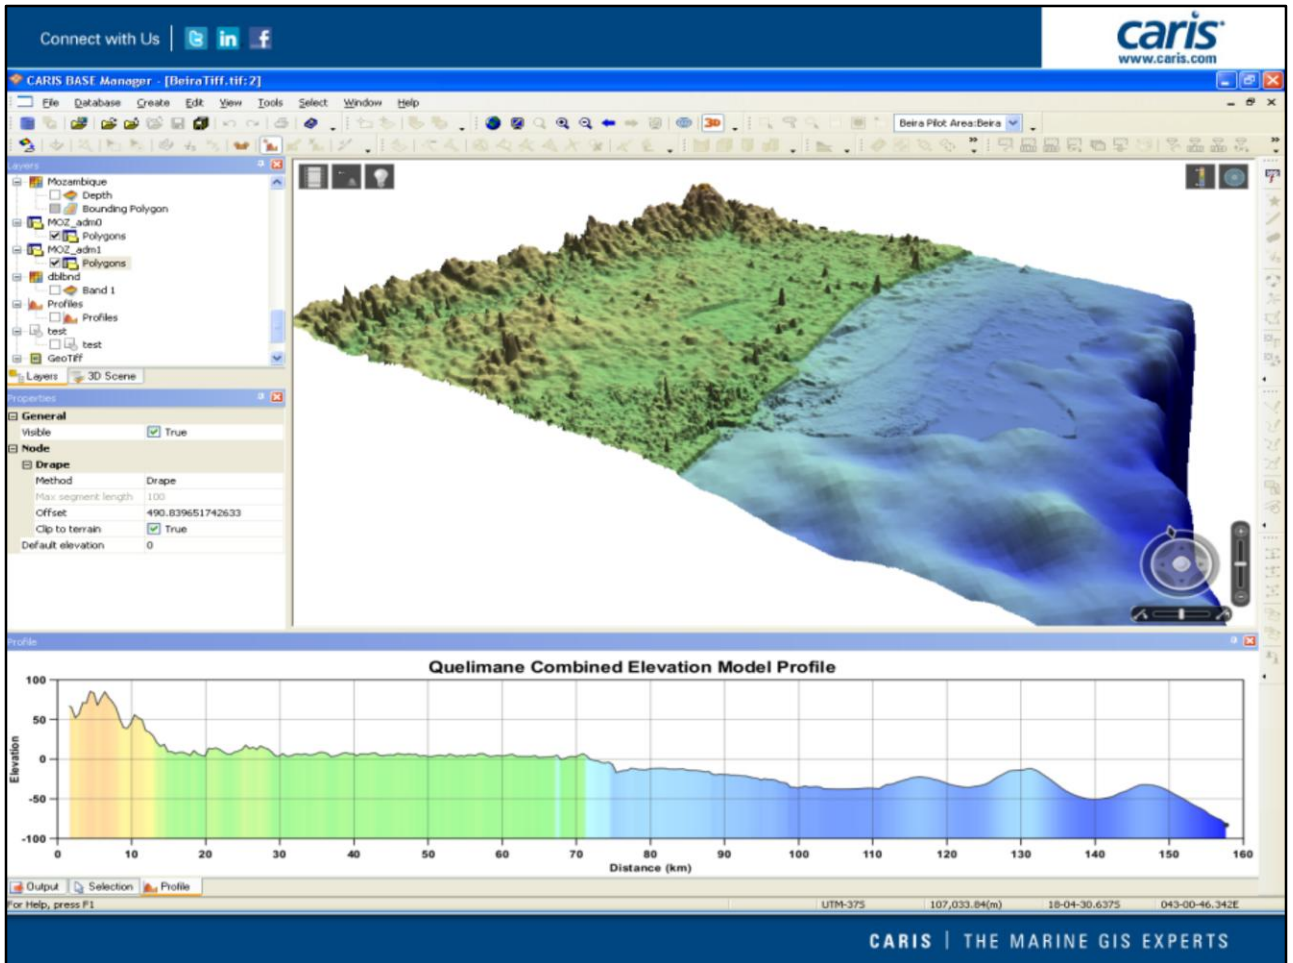 Connect with Us
caris
www.caris.com
CARIS BASE Manager - [BeiraTiff.tif:2]
File Database Create Edit View Tools Select Window Help
3D
Beira Pilot Area:Beira
Layers
Mozambique
Depth
Bounding Polygon
MOZ_adm0
Polygons
MOZ_adm1
Polygons
dblbnd
Band 1
Profiles
Profiles
test
test
GeoTiff
Layers 3D Scene
Properties
General
Visible True
Node
Drape
Method Drape
Max segment length 100
Offset 490.839651742633
Clip to terrain True
Default elevation 0
Profile
Quelimane Combined Elevation Model Profile
100
50
0
-50
-100
Elevation
0 10 20 30 40 50 60 70 80 90 100 110 120 130 140 150 160
Distance (km)
Output Selection Profile
For Help, press F1 UTM-37S 107,033.84(m) 18-04-30.637S 043-00-46.342E
CARIS | THE MARINE GIS EXPERTS